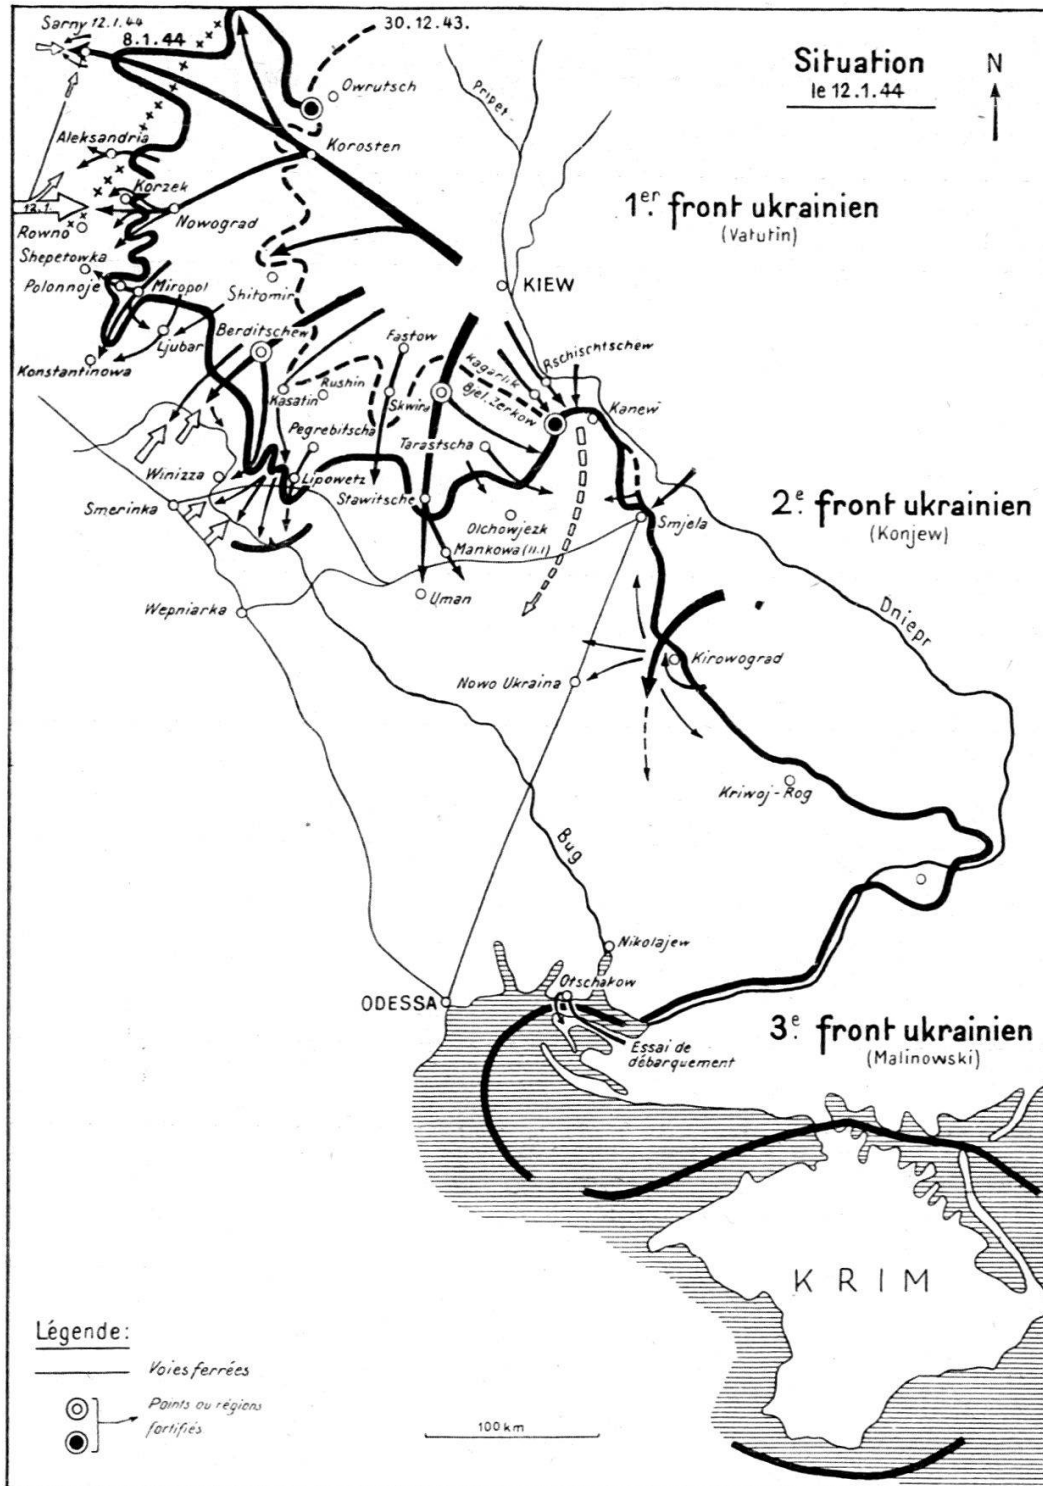 Sarny 12.1.44
8.1.44
30.12.43.
Situation
le 12.1.44
N
Owrutsch
Pripet
Aleksandria
Korosten
Korzek
12.1.
Nowograd
Rowno
1er. front ukrainien
(Vatutin)
Shepetowka
Polonnoje
Miropol
Shitomir
KIEW
Berditschew
Ljubar
Fastow
Rschischtschew
Kagarlik
Konstantinowa
Kasatin
Rushin
Skwira
Bjel. Zerkow
Kanew
Pegrebitscha
Tarastscha
Winizza
Lipowetz
Stawitsche
Smerinka
Olchowjezk
Smjela
2e. front ukrainien
(Konjew)
Mankowa (11.1)
Wepniarka
Uman
Dniepr
Kirowograd
Nowo Ukraina
Kriwoj-Rog
Bug
Nikolajew
Otschakow
ODESSA
Essai de
débarquement
3e. front ukrainien
(Malinowski)
KRIM
Légende:
Voies ferrées
Points ou régions
fortifiés
100 km